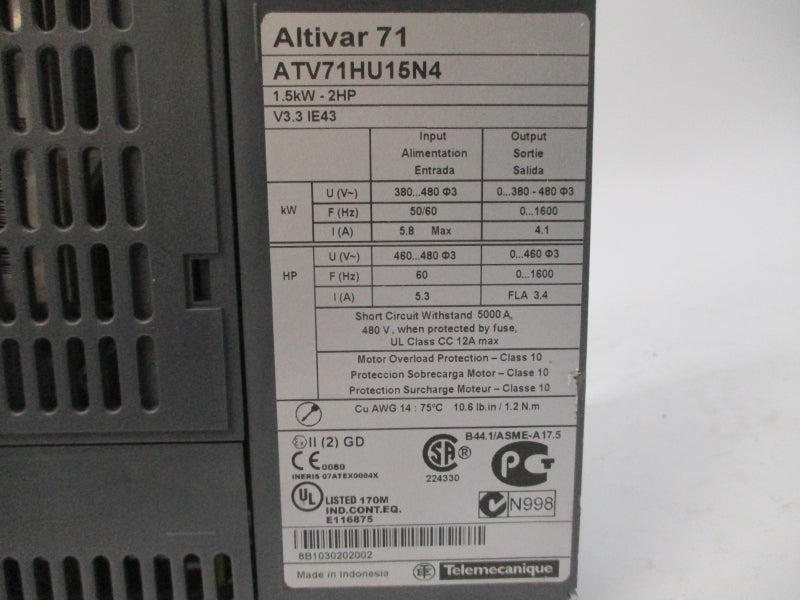 Altivar 71
ATV71HU15N4
1.5kW - 2HP
V3.3 IE43
Input Output
Alimentation Sortie
Entrada Salida
kW
U (V~) 380...480 Φ3 0...380 - 480 Φ3
F (Hz) 50/60 0...1600
I (A) 5.8 Max 4.1
HP
U (V~) 460...480 Φ3 0...460 Φ3
F (Hz) 60 0...1600
I (A) 5.3 FLA 3.4
Short Circuit Withstand 5000 A,
480 V, when protected by fuse,
UL Class CC 12A max
Motor Overload Protection – Class 10
Proteccion Sobrecarga Motor – Clase 10
Protection Surcharge Moteur – Classe 10
Cu AWG 14 : 75°C 10.6 lb.in / 1.2 N.m
Ex II (2) GD
CE 0080
INERIS 07ATEX0004X
SA ®
224330
B44.1/ASME-A17.5
PCT
UL LISTED 170M
IND.CONT.EQ.
E116875
N998
8B1030202002
Made in Indonesia
TE Telemecanique